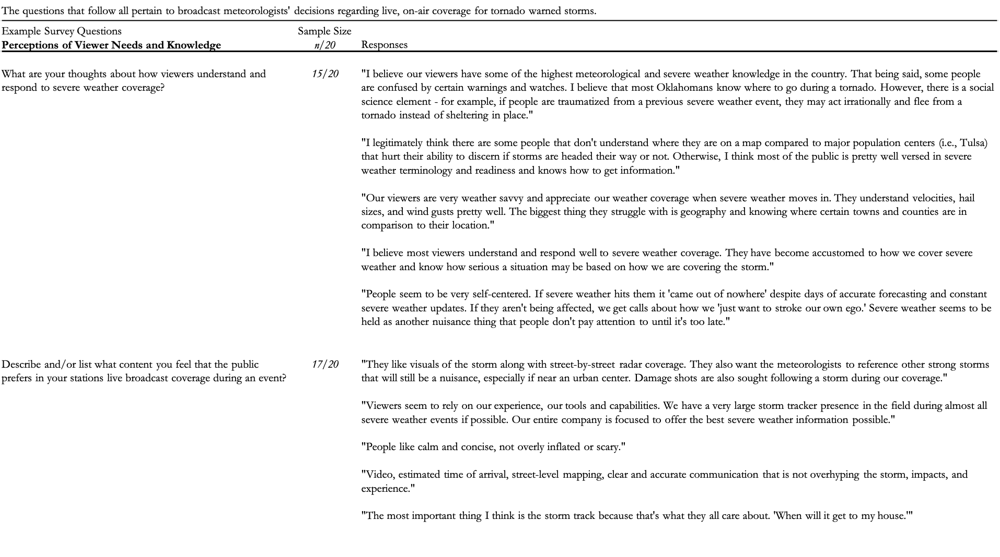 The questions that follow all pertain to broadcast meteorologists' decisions regarding live, on-air coverage for tornado warned storms.
Example Survey Questions
Perceptions of Viewer Needs and Knowledge
Sample Size
n/20
Responses
What are your thoughts about how viewers understand and
respond to severe weather coverage?
15/20
"I believe our viewers have some of the highest meteorological and severe weather knowledge in the country. That being said, some people
are confused by certain warnings and watches. I believe that most Oklahomans know where to go during a tornado. However, there is a social
science element - for example, if people are traumatized from a previous severe weather event, they may act irrationally and flee from a
tornado instead of sheltering in place."
"I legitimately think there are some people that don't understand where they are on a map compared to major population centers (i.e., Tulsa)
that hurt their ability to discern if storms are headed their way or not. Otherwise, I think most of the public is pretty well versed in severe
weather terminology and readiness and knows how to get information."
"Our viewers are very weather savvy and appreciate our weather coverage when severe weather moves in. They understand velocities, hail
sizes, and wind gusts pretty well. The biggest thing they struggle with is geography and knowing where certain towns and counties are in
comparison to their location."
"I believe most viewers understand and respond well to severe weather coverage. They have become accustomed to how we cover severe
weather and know how serious a situation may be based on how we are covering the storm."
"People seem to be very self-centered. If severe weather hits them it 'came out of nowhere' despite days of accurate forecasting and constant
severe weather updates. If they aren't being affected, we get calls about how we 'just want to stroke our own ego.' Severe weather seems to be
held as another nuisance thing that people don't pay attention to until it's too late."
Describe and/or list what content you feel that the public
prefers in your stations live broadcast coverage during an event?
17/20
"They like visuals of the storm along with street-by-street radar coverage. They also want the meteorologists to reference other strong storms
that will still be a nuisance, especially if near an urban center. Damage shots are also sought following a storm during our coverage."
"Viewers seem to rely on our experience, our tools and capabilities. We have a very large storm tracker presence in the field during almost all
severe weather events if possible. Our entire company is focused to offer the best severe weather information possible."
"People like calm and concise, not overly inflated or scary."
"Video, estimated time of arrival, street-level mapping, clear and accurate communication that is not overhyping the storm, impacts, and
experience."
"The most important thing I think is the storm track because that's what they all care about. 'When will it get to my house.'"